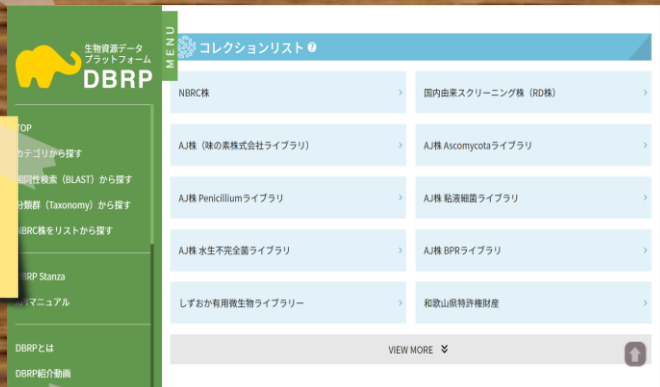 生物資源データ
プラットフォーム
DBRP
MENU
TOP
カテゴリから探す
(BLAST) から探す
分類群 (Taxonomy) から探す
NBRC株をリストから探す
DBRP Stanza
マニュアル
DBRPとは
DBRP紹介動画
コレクションリスト ?
NBRC株
国内由来スクリーニング株（RD株）
AJ株（味の素株式会社ライブラリ）
AJ株 Ascomycotaライブラリ
AJ株 Penicilliumライブラリ
AJ株 粘液細菌ライブラリ
AJ株 水生不完全菌ライブラリ
AJ株 BPRライブラリ
しずおか有用微生物ライブラリー
和歌山県特許権財産
VIEW MORE